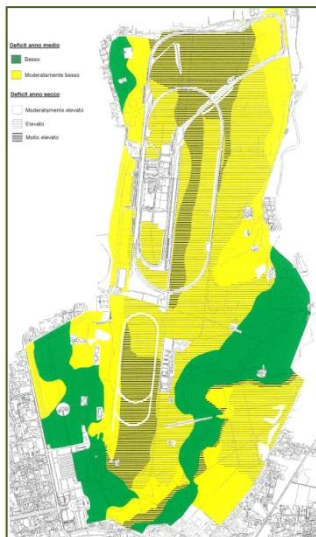 Deficit anno medio
Basso
Moderatamente basso
Deficit anno secco
Moderatamente elevato
Elevato
Molto elevato